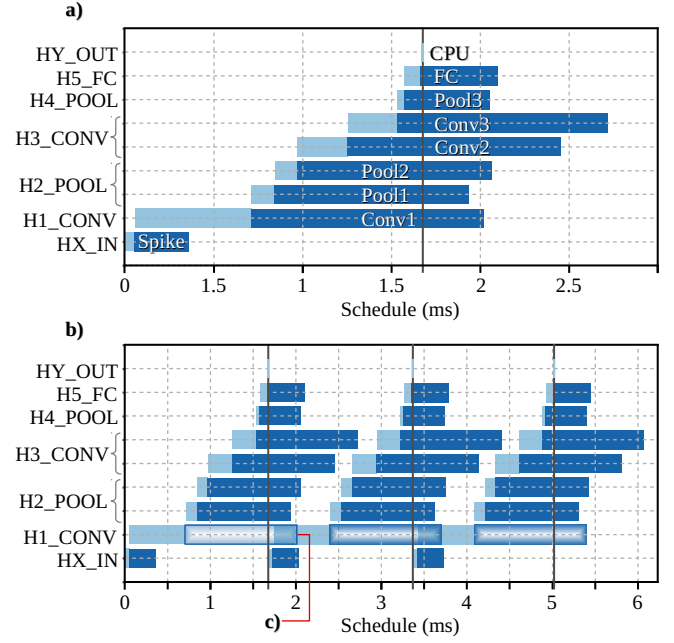 a)
HY_OUT
CPU
H5_FC
FC
H4_POOL
Pool3
Conv3
H3_CONV
Conv2
Pool2
H2_POOL
Pool1
H1_CONV
Conv1
HX_IN
Spike
0 1.5 1 1.5 2 2.5
Schedule (ms)
b)
HY_OUT
H5_FC
H4_POOL
H3_CONV
H2_POOL
H1_CONV
HX_IN
0 1 2 3 4 5 6
c)
Schedule (ms)